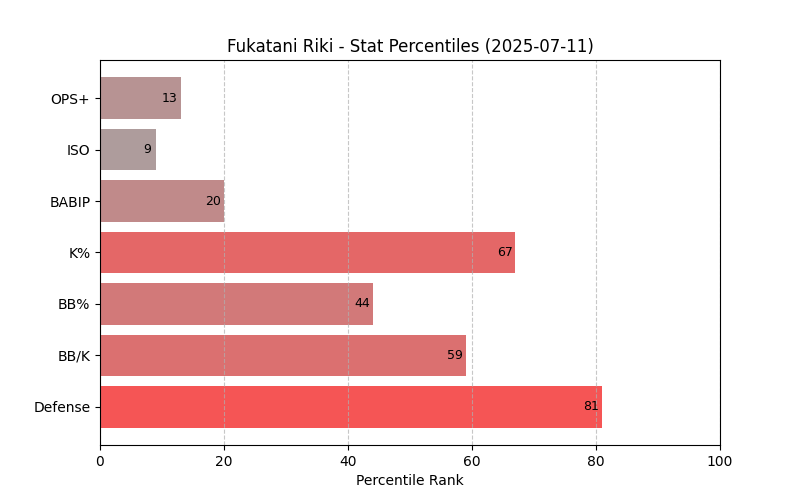 Fukatani Riki - Stat Percentiles (2025-07-11)
OPS+ 13
ISO 9
BABIP 20
K% 67
BB% 44
BB/K 59
Defense 81
0 20 40 60 80 100
Percentile Rank